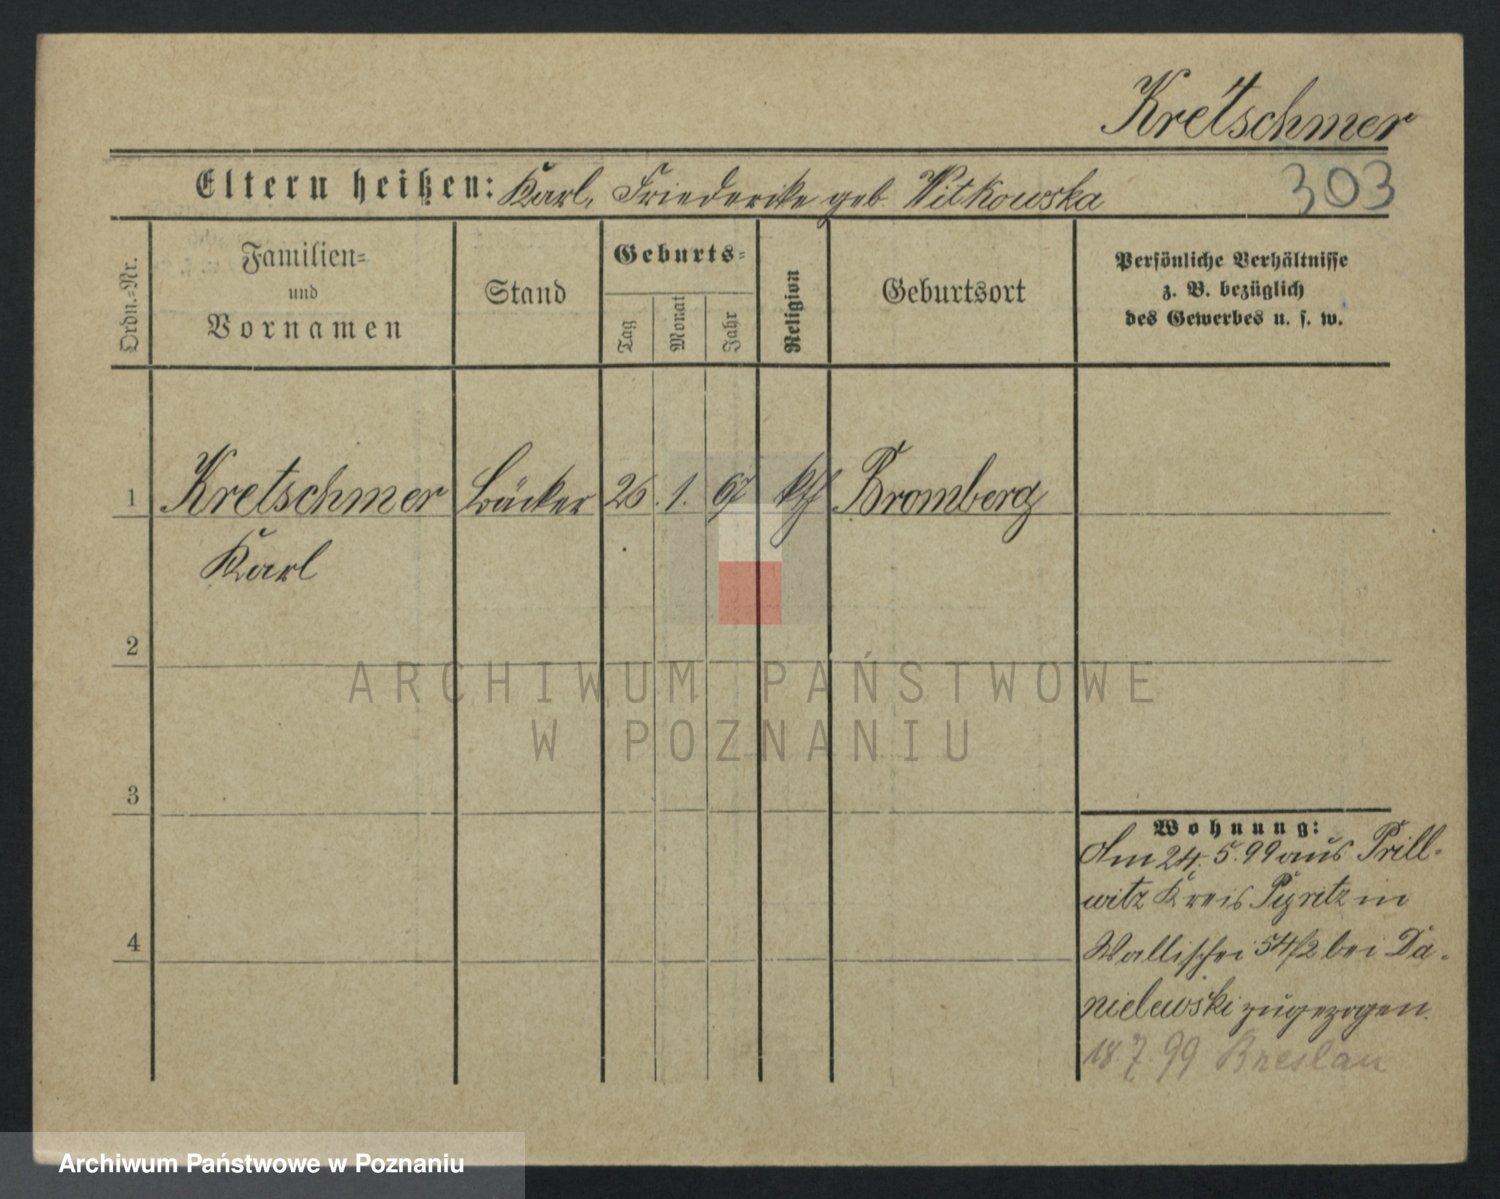 Kretschmer
Eltern heißen: Karl, Friederike geb. Witkowska
303
Ordn.=Nr.
Familien=
und
Vornamen
Stand
Geburts=
Tag
Monat
Jahr
Religion
Geburtsort
Persönliche Verhältnisse
z. B. bezüglich
des Gewerbes u. s. w.
1 Kretschmer Bäcker 26. 1. kth Bromberg
Karl
2
ARCHIWUM PAŃSTWOWE
W POZNANIU
3
Wohnung:
Am 24. 5. 99 aus Prill-
witz Kreis Pyritz in
4
Wallischei 54/2 bei Da-
nielewski zugezogen.
18. 7. 99 Breslau
Archiwum Państwowe w Poznaniu